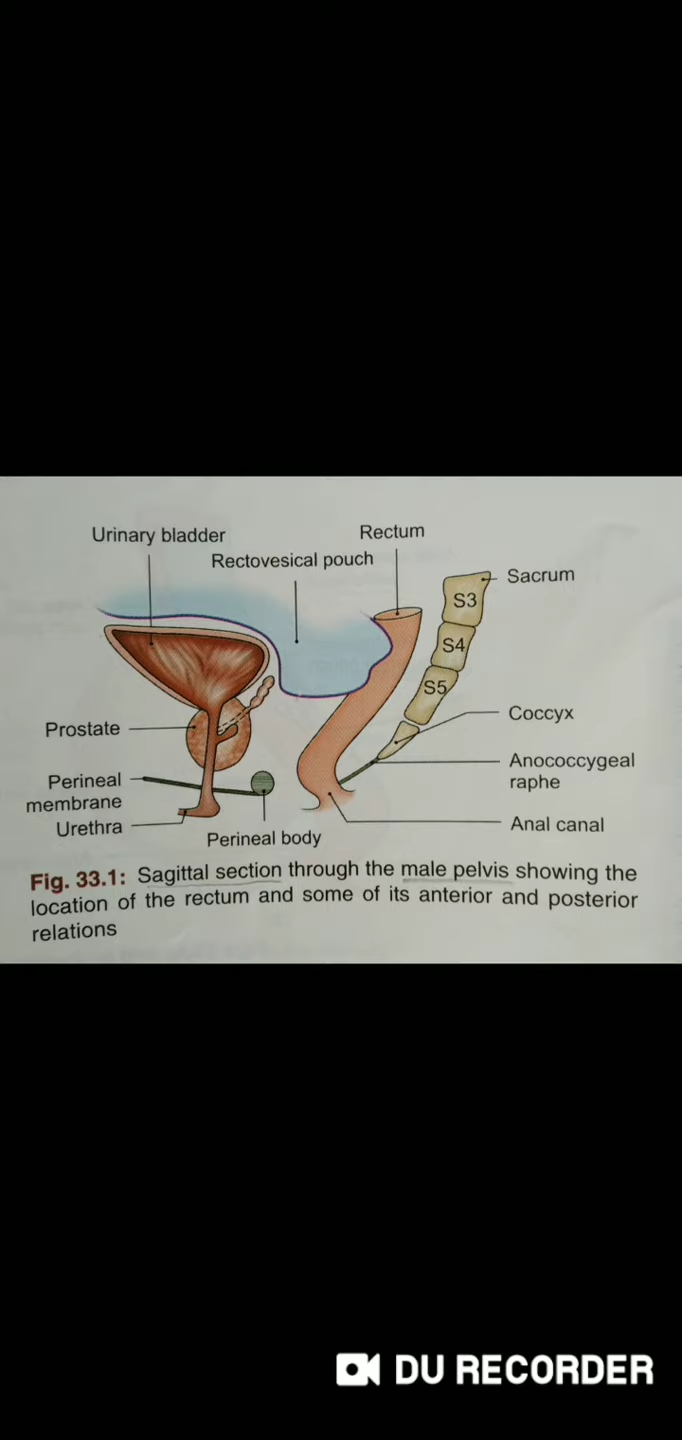 Urinary bladder
Rectum
Rectovesical pouch
Sacrum
S3
S4
S5
Coccyx
Prostate
Anococcygeal
raphe
Perineal
membrane
Urethra
Perineal body
Anal canal
Fig. 33.1: Sagittal section through the male pelvis showing the
location of the rectum and some of its anterior and posterior
relations
DU RECORDER